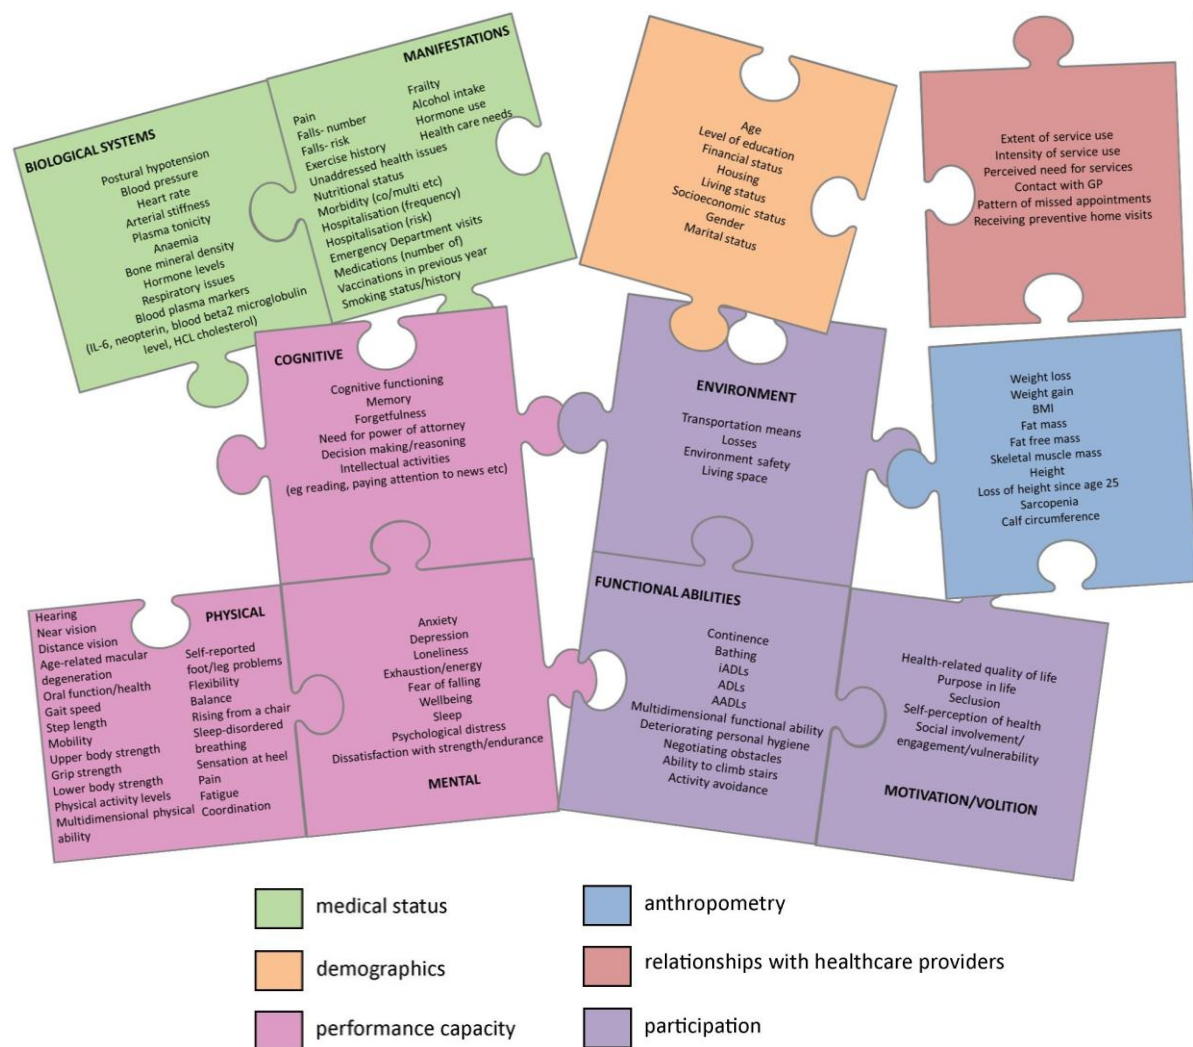 BIOLOGICAL SYSTEMS
Postural hypotension
Blood pressure
Heart rate
Arterial stiffness
Plasma tonicity
Anaemia
Bone mineral density
Hormone levels
Respiratory issues
Blood plasma markers
(IL-6, neopterin, blood beta2 microglobulin
level, HCL cholesterol)
MANIFESTATIONS
Pain
Falls- number
Falls- risk
Exercise history
Unaddressed health issues
Nutritional status
Morbidity (co/multi etc)
Hospitalisation (frequency)
Hospitalisation (risk)
Emergency Department visits
Medications (number of)
Vaccinations in previous year
Smoking status/history
Frailty
Alcohol intake
Hormone use
Health care needs
Age
Level of education
Financial status
Housing
Living status
Socioeconomic status
Gender
Marital status
Extent of service use
Intensity of service use
Perceived need for services
Contact with GP
Pattern of missed appointments
Receiving preventive home visits
COGNITIVE
Cognitive functioning
Memory
Forgetfulness
Need for power of attorney
Decision making/reasoning
Intellectual activities
(eg reading, paying attention to news etc)
ENVIRONMENT
Transportation means
Losses
Environment safety
Living space
Weight loss
Weight gain
BMI
Fat mass
Fat free mass
Skeletal muscle mass
Height
Loss of height since age 25
Sarcopenia
Calf circumference
PHYSICAL
Hearing
Near vision
Distance vision
Age-related macular
degeneration
Oral function/health
Gait speed
Step length
Mobility
Upper body strength
Grip strength
Lower body strength
Physical activity levels
Multidimensional physical
ability
Self-reported
foot/leg problems
Flexibility
Balance
Rising from a chair
Sleep-disordered
breathing
Sensation at heel
Pain
Fatigue
Coordination
Anxiety
Depression
Loneliness
Exhaustion/energy
Fear of falling
Wellbeing
Sleep
Psychological distress
Dissatisfaction with strength/endurance
MENTAL
FUNCTIONAL ABILITIES
Continence
Bathing
iADLs
ADLs
AADLs
Multidimensional functional ability
Deteriorating personal hygiene
Negotiating obstacles
Ability to climb stairs
Activity avoidance
Health-related quality of life
Purpose in life
Seclusion
Self-perception of health
Social involvement/
engagement/vulnerability
MOTIVATION/VOLITION
medical status
demographics
performance capacity
anthropometry
relationships with healthcare providers
participation